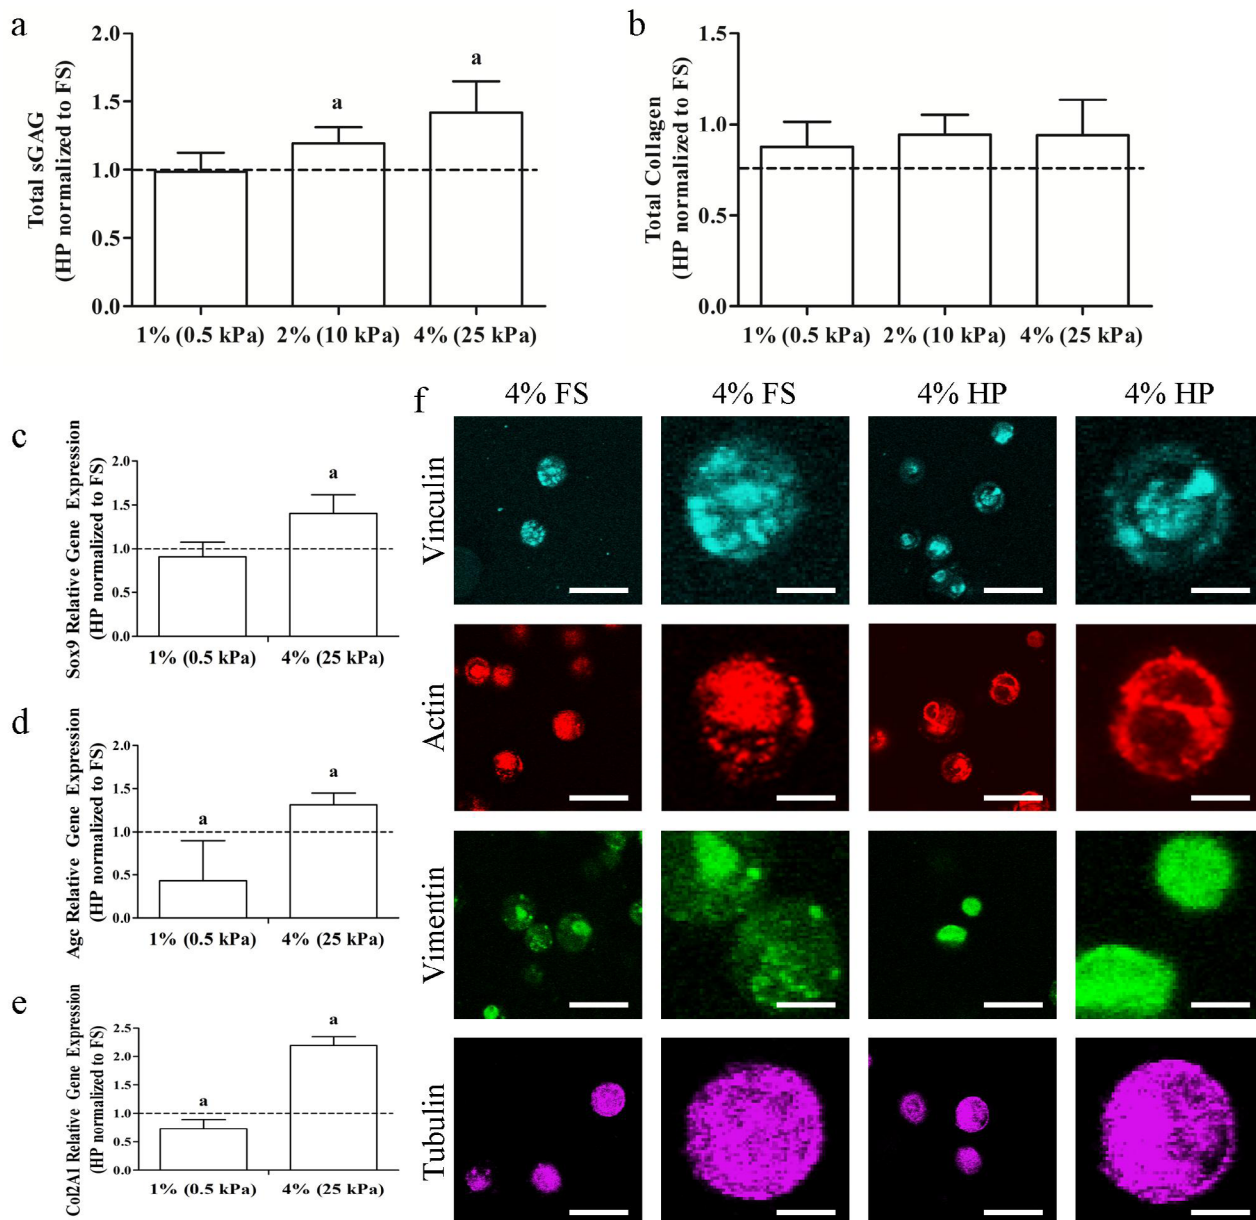 a
Total sGAG
(HP normalized to FS)
2.0
1.5
1.0
0.5
0.0
a
a
1% (0.5 kPa)
2% (10 kPa)
4% (25 kPa)
b
Total Collagen
(HP normalized to FS)
1.5
1.0
0.5
0.0
1% (0.5 kPa)
2% (10 kPa)
4% (25 kPa)
c
Sox9 Relative Gene Expression
(HP normalized to FS)
2.0
1.5
1.0
0.5
0.0
a
1% (0.5 kPa)
4% (25 kPa)
d
Agc Relative Gene Expression
(HP normalized to FS)
2.0
1.5
1.0
0.5
0.0
a
a
1% (0.5 kPa)
4% (25 kPa)
e
Col2A1 Relative Gene Expression
(HP normalized to FS)
2.5
2.0
1.0
0.5
0.0
a
a
1% (0.5 kPa)
4% (25 kPa)
f
4% FS
4% FS
4% HP
4% HP
Vinculin
Actin
Vimentin
Tubulin